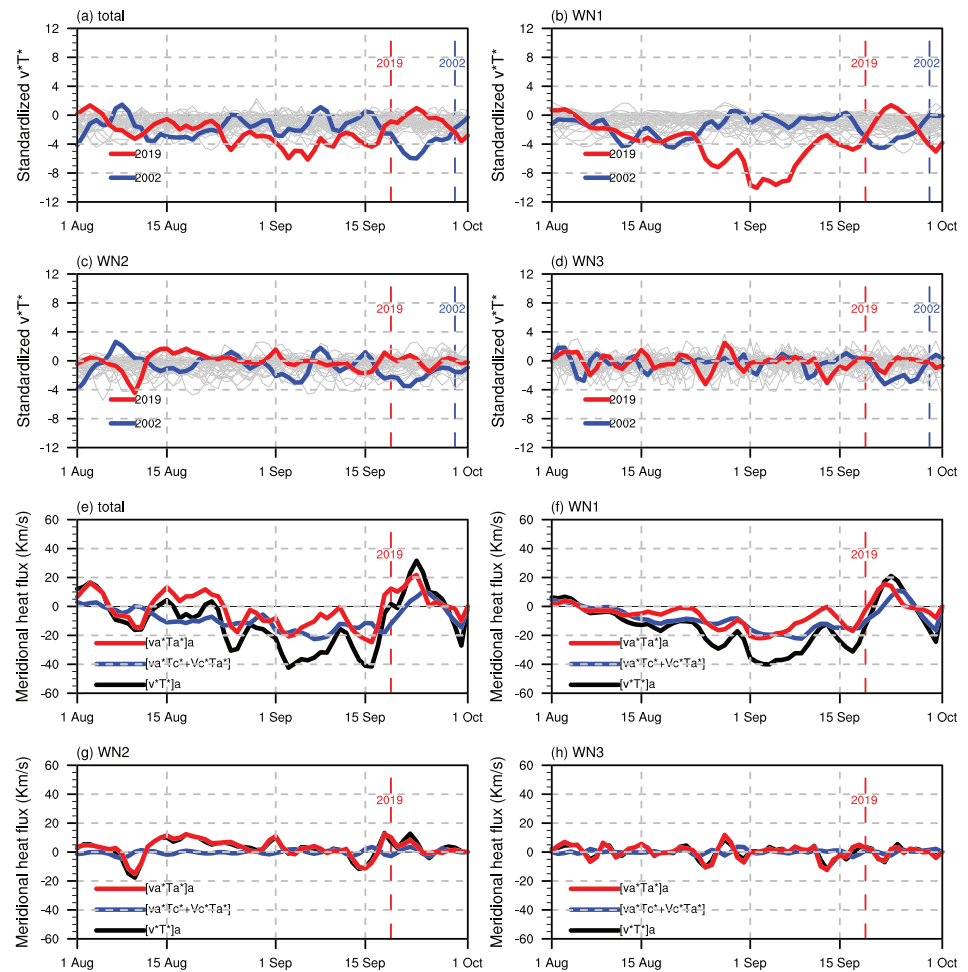 (a) total
Standardized v*T*
12
8
4
0
-4
-8
-12
2019
2002
2019
2002
1 Aug
15 Aug
1 Sep
15 Sep
1 Oct
(b) WN1
Standardized v*T*
12
8
4
0
-4
-8
-12
2019
2002
2019
2002
1 Aug
15 Aug
1 Sep
15 Sep
1 Oct
(c) WN2
Standardized v*T*
12
8
4
0
-4
-8
-12
2019
2002
2019
2002
1 Aug
15 Aug
1 Sep
15 Sep
1 Oct
(d) WN3
Standardized v*T*
12
8
4
0
-4
-8
-12
2019
2002
2019
2002
1 Aug
15 Aug
1 Sep
15 Sep
1 Oct
(e) total
Meridional heat flux (Km/s)
60
40
20
0
-20
-40
-60
2019
[va*Ta*]a
[va*Tc*+Vc*Ta*]
[v*T*]a
1 Aug
15 Aug
1 Sep
15 Sep
1 Oct
(f) WN1
Meridional heat flux (Km/s)
60
40
20
0
-20
-40
-60
2019
[va*Ta*]a
[va*Tc*+Vc*Ta*]
[v*T*]a
1 Aug
15 Aug
1 Sep
15 Sep
1 Oct
(g) WN2
Meridional heat flux (Km/s)
60
40
20
0
-20
-40
-60
2019
[va*Ta*]a
[va*Tc*+Vc*Ta*]
[v*T*]a
1 Aug
15 Aug
1 Sep
15 Sep
1 Oct
(h) WN3
Meridional heat flux (Km/s)
60
40
20
0
-20
-40
-60
2019
[va*Ta*]a
[va*Tc*+Vc*Ta*]
[v*T*]a
1 Aug
15 Aug
1 Sep
15 Sep
1 Oct